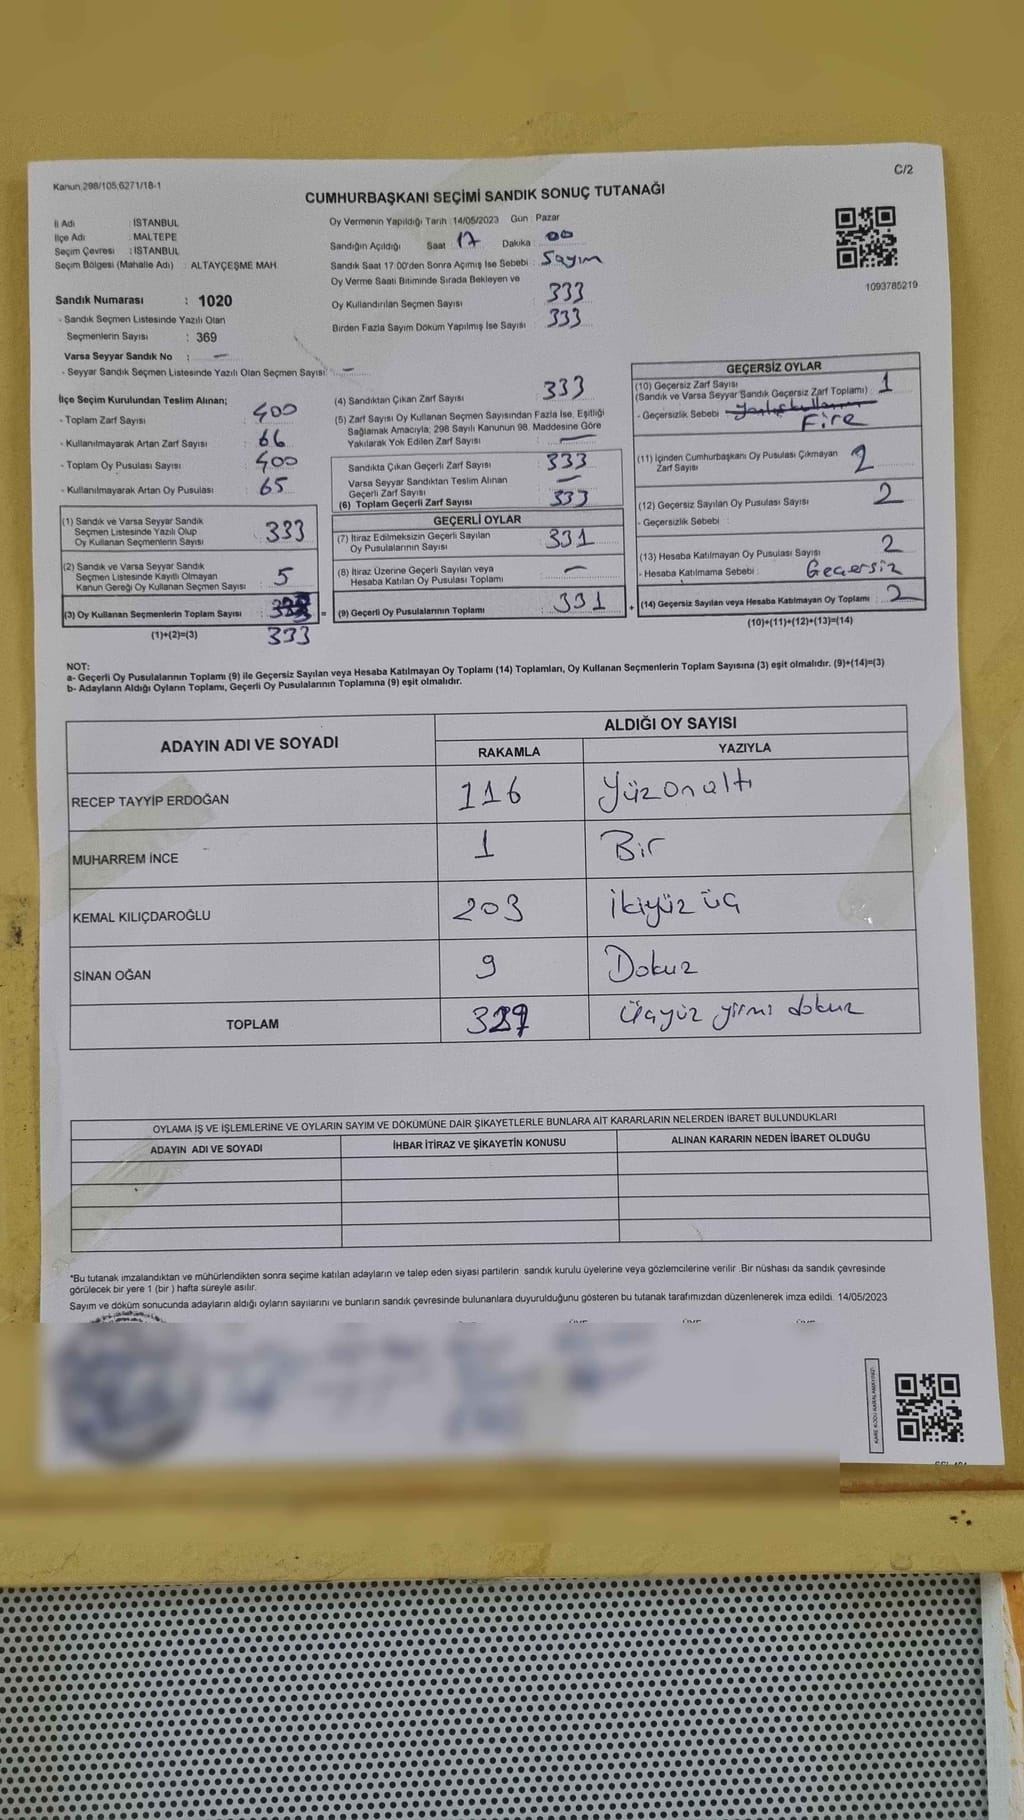 Kanun,298/105,6271/18-1
C/2
CUMHURBAŞKANI SEÇİMİ SANDIK SONUÇ TUTANAĞI
İl Adı : İSTANBUL
İlçe Adı : MALTEPE
Seçim Çevresi : İSTANBUL
Seçim Bölgesi (Mahalle Adı) : ALTAYÇEŞME MAH.
Sandık Numarası : 1020
- Sandık Seçmen Listesinde Yazılı Olan
Seçmenlerin Sayısı : 369
Varsa Seyyar Sandık No : -
- Seyyar Sandık Seçmen Listesinde Yazılı Olan Seçmen Sayısı: -
Oy Vermenin Yapıldığı Tarih :14/05/2023 Gün : Pazar
Sandığın Açıldığı Saat : 17 Dakika : 00
Sandık Saat 17:00'den Sonra Açılmış İse Sebebi : Sayım
Oy Verme Saati Bitiminde Sırada Bekleyen ve
Oy Kullandırılan Seçmen Sayısı : 333
Birden Fazla Sayım Döküm Yapılmış İse Sayısı : 333
1093785219
İlçe Seçim Kurulundan Teslim Alınan;
- Toplam Zarf Sayısı : 400
- Kullanılmayarak Artan Zarf Sayısı : 66
- Toplam Oy Pusulası Sayısı : 400
- Kullanılmayarak Artan Oy Pusulası : 65
(1) Sandık ve Varsa Seyyar Sandık
Seçmen Listesinde Yazılı Olup
Oy Kullanan Seçmenlerin Sayısı : 333
(2) Sandık ve Varsa Seyyar Sandık
Seçmen Listesinde Kayıtlı Olmayan
Kanun Gereği Oy Kullanan Seçmen Sayısı : 5
(3) Oy Kullanan Seçmenlerin Toplam Sayısı : =
(1)+(2)=(3) 333
(4) Sandıktan Çıkan Zarf Sayısı : 333
(5) Zarf Sayısı Oy Kullanan Seçmen Sayısından Fazla İse, Eşitliği
Sağlamak Amacıyla; 298 Sayılı Kanunun 98. Maddesine Göre
Yakılarak Yok Edilen Zarf Sayısı : -
Sandıkta Çıkan Geçerli Zarf Sayısı : 333
Varsa Seyyar Sandıktan Teslim Alınan
Geçerli Zarf Sayısı : -
(6) Toplam Geçerli Zarf Sayısı : 333
GEÇERLİ OYLAR
(7) İtiraz Edilmeksizin Geçerli Sayılan
Oy Pusulalarının Sayısı : 331
(8) İtiraz Üzerine Geçerli Sayılan veya
Hesaba Katılan Oy Pusulası Toplamı : -
(9) Geçerli Oy Pusulalarının Toplamı : 331 +
GEÇERSİZ OYLAR
(10) Geçersiz Zarf Sayısı
(Sandık ve Varsa Seyyar Sandık Geçersiz Zarf Toplamı) : 1
- Geçersizlik Sebebi :
Fire
(11) İçinden Cumhurbaşkanı Oy Pusulası Çıkmayan
Zarf Sayısı : 2
(12) Geçersiz Sayılan Oy Pusulası Sayısı : 2
- Geçersizlik Sebebi :
(13) Hesaba Katılmayan Oy Pusulası Sayısı : 2
- Hesaba Katılmama Sebebi : Geçersiz
(14) Geçersiz Sayılan veya Hesaba Katılmayan Oy Toplamı : 2
(10)+(11)+(12)+(13)=(14)
NOT:
a- Geçerli Oy Pusulalarının Toplamı (9) ile Geçersiz Sayılan veya Hesaba Katılmayan Oy Toplamı (14) Toplamları, Oy Kullanan Seçmenlerin Toplam Sayısına (3) eşit olmalıdır. (9)+(14)=(3)
b- Adayların Aldığı Oyların Toplamı, Geçerli Oy Pusulalarının Toplamına (9) eşit olmalıdır.
ADAYIN ADI VE SOYADI
ALDIĞI OY SAYISI
RAKAMLA YAZIYLA
RECEP TAYYİP ERDOĞAN 116 Yüzonaltı
MUHARREM İNCE 1 Bir
KEMAL KILIÇDAROĞLU 203 ikiyüz üç
SİNAN OĞAN 9 Dokuz
TOPLAM 329 üçyüz yirmi dokuz
OYLAMA İŞ VE İŞLEMLERİNE VE OYLARIN SAYIM VE DÖKÜMÜNE DAİR ŞİKAYETLERLE BUNLARA AİT KARARLARIN NELERDEN İBARET BULUNDUKLARI
ADAYIN ADI VE SOYADI İHBAR İTİRAZ VE ŞİKAYETİN KONUSU ALINAN KARARIN NEDEN İBARET OLDUĞU
*Bu tutanak imzalandıktan ve mühürlendikten sonra seçime katılan adayların ve talep eden siyasi partilerin sandık kurulu üyelerine veya gözlemcilerine verilir .Bir nüshası da sandık çevresinde
görülecek bir yere 1 (bir ) hafta süreyle asılır.
Sayım ve döküm sonucunda adayların aldığı oyların sayılarını ve bunların sandık çevresinde bulunanlara duyurulduğunu gösteren bu tutanak tarafımızdan düzenlenerek imza edildi. 14/05/2023